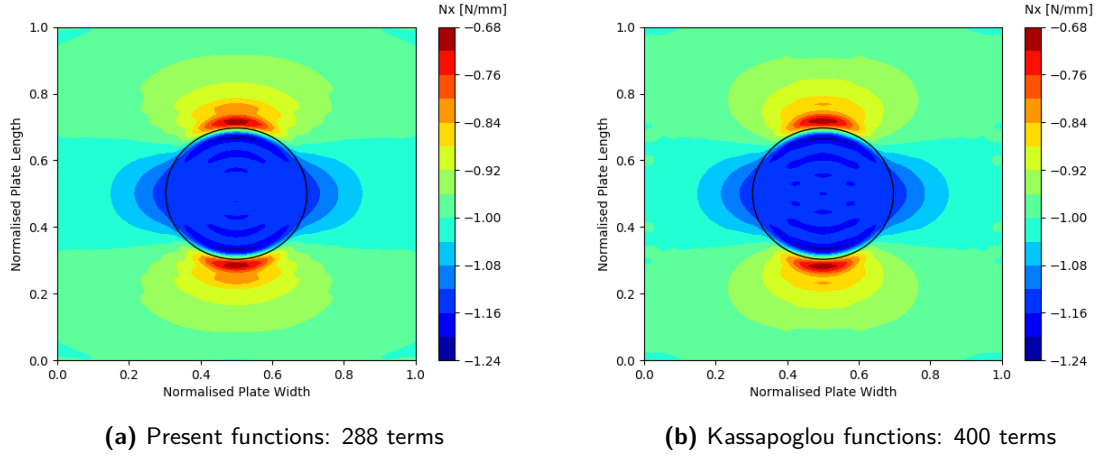 Nx [N/mm]
1.0
0.8
0.6
0.4
0.2
0.0
Normalised Plate Length
0.0 0.2 0.4 0.6 0.8 1.0
Normalised Plate Width
−0.68
−0.76
−0.84
−0.92
−1.00
−1.08
−1.16
−1.24
(a) Present functions: 288 terms
Nx [N/mm]
1.0
0.8
0.6
0.4
0.2
0.0
Normalised Plate Length
0.0 0.2 0.4 0.6 0.8 1.0
Normalised Plate Width
−0.68
−0.76
−0.84
−0.92
−1.00
−1.08
−1.16
−1.24
(b) Kassapoglou functions: 400 terms